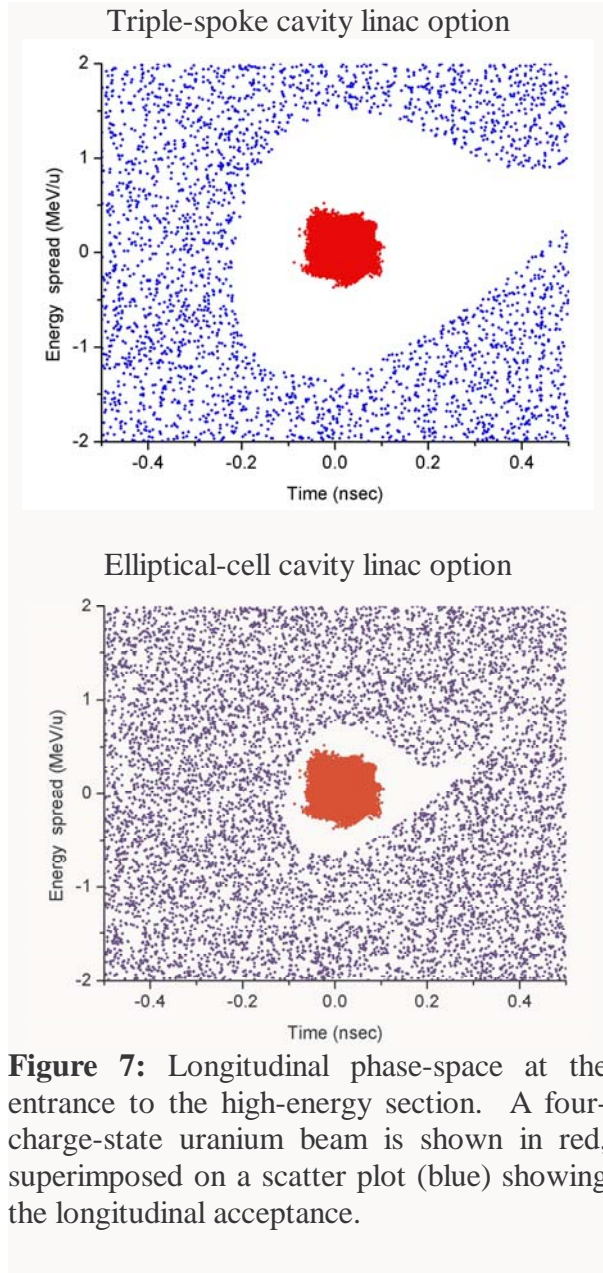 Triple-spoke cavity linac option
2
1
0
-1
-2
Energy spread (MeV/u)
-0.4 -0.2 0.0 0.2 0.4
Time (nsec)
Elliptical-cell cavity linac option
2
1
0
-1
-2
Energy spread (MeV/u)
-0.4 -0.2 0.0 0.2 0.4
Time (nsec)
Figure 7: Longitudinal phase-space at the
entrance to the high-energy section. A four-
charge-state uranium beam is shown in red,
superimposed on a scatter plot (blue) showing
the longitudinal acceptance.